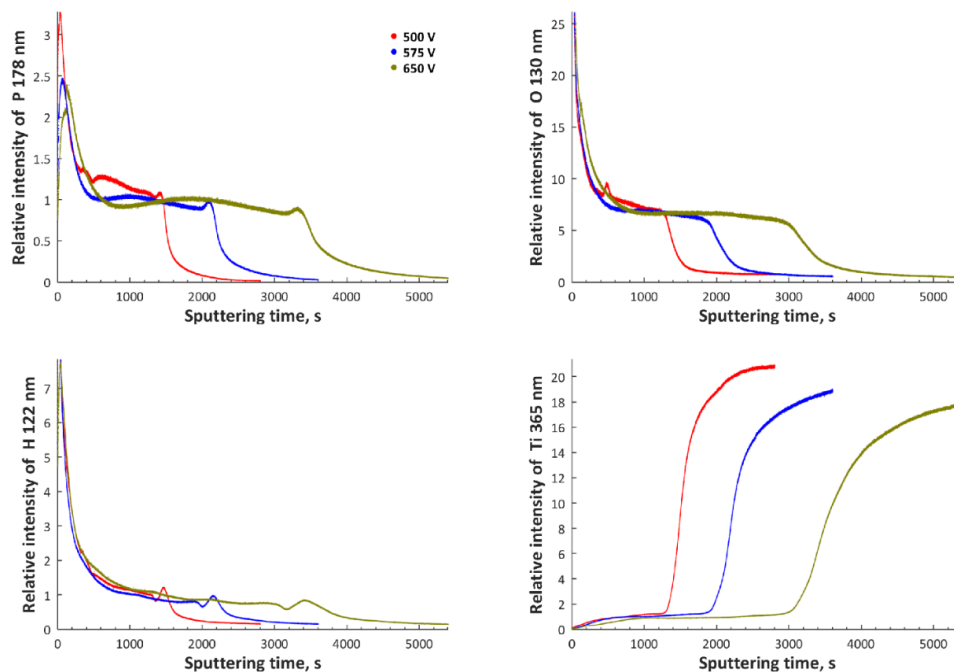 Relative intensity of  P 178 nm
3
2.5
2
1.5
1
0.5
0
500 V
575 V
650 V
0 1000 2000 3000 4000 5000
Sputtering time, s
Relative intensity of  O 130 nm
25
20
15
10
5
0
0 1000 2000 3000 4000 5000
Sputtering time, s
Relative intensity of  H 122 nm
7
6
5
4
3
2
1
0
0 1000 2000 3000 4000 5000
Sputtering time, s
Relative intensity of  Ti 365 nm
20
18
16
14
12
10
8
6
4
2
0
0 1000 2000 3000 4000 5000
Sputtering time, s